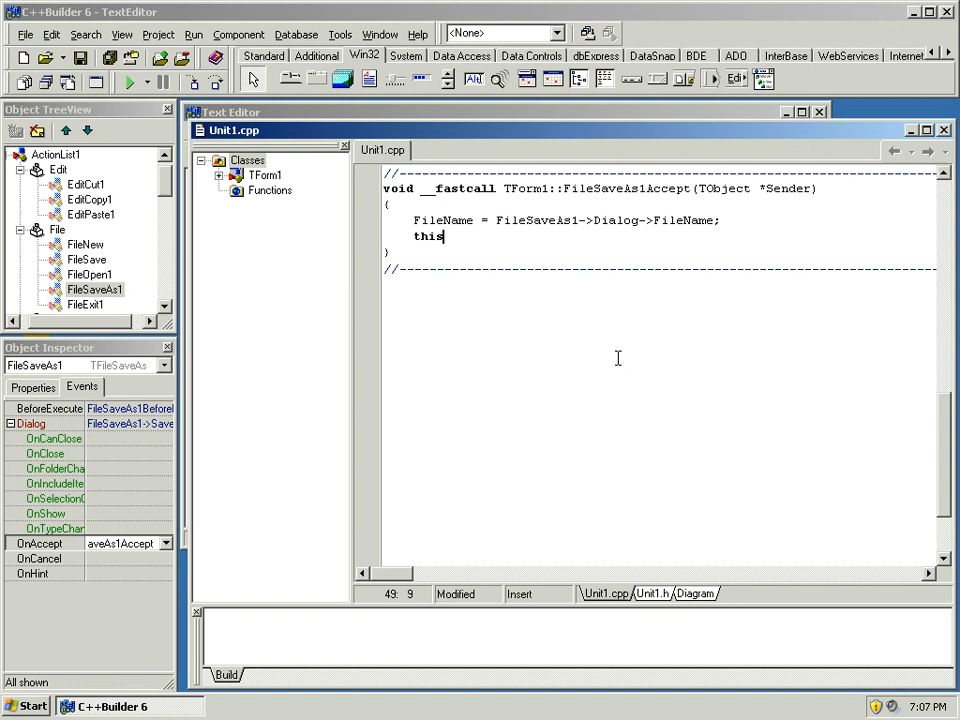 C++Builder 6 - TextEditor
File Edit Search View Project Run Component Database Tools Window Help
<None>
Standard Additional Win32 System Data Access Data Controls dbExpress DataSnap BDE ADO InterBase WebServices Internet
Object TreeView
ActionList1
Edit
EditCut1
EditCopy1
EditPaste1
File
FileNew
FileSave
FileOpen1
FileSaveAs1
FileExit1
Object Inspector
FileSaveAs1 TFileSaveAs
Properties Events
BeforeExecute FileSaveAs1BeforeI
Dialog FileSaveAs1->Save
OnCanClose
OnClose
OnFolderCha
OnIncludeIte
OnSelectionC
OnShow
OnTypeChar
OnAccept aveAs1Accept
OnCancel
OnHint
All shown
Text Editor
Unit1.cpp
Classes
TForm1
Functions
Unit1.cpp
//---------------------------------------------------------------------------
void __fastcall TForm1::FileSaveAs1Accept(TObject *Sender)
{
FileName = FileSaveAs1->Dialog->FileName;
this
}
//---------------------------------------------------------------------------
49: 9 Modified Insert Unit1.cpp Unit1.h Diagram
Build
Start C++Builder 6 7:07 PM